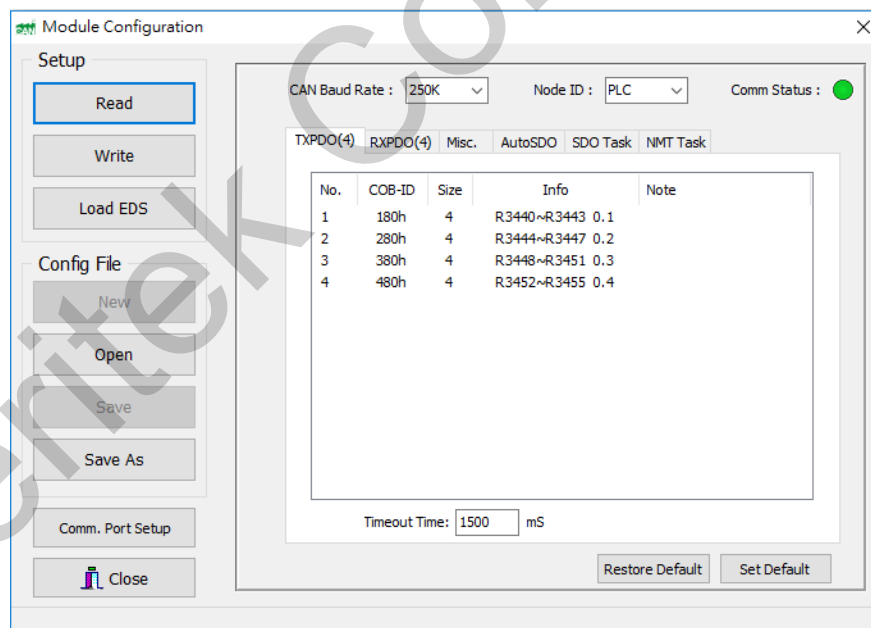 CAN Module Configuration
Setup
Read
Write
Load EDS
Config File
New
Open
Save
Save As
Comm. Port Setup
Close
CAN Baud Rate : 250K Node ID : PLC Comm Status :
TXPDO(4) RXPDO(4) Misc. AutoSDO SDO Task NMT Task
No. COB-ID Size Info Note
1 180h 4 R3440~R3443 0.1
2 280h 4 R3444~R3447 0.2
3 380h 4 R3448~R3451 0.3
4 480h 4 R3452~R3455 0.4
Timeout Time: 1500 mS
Restore Default Set Default